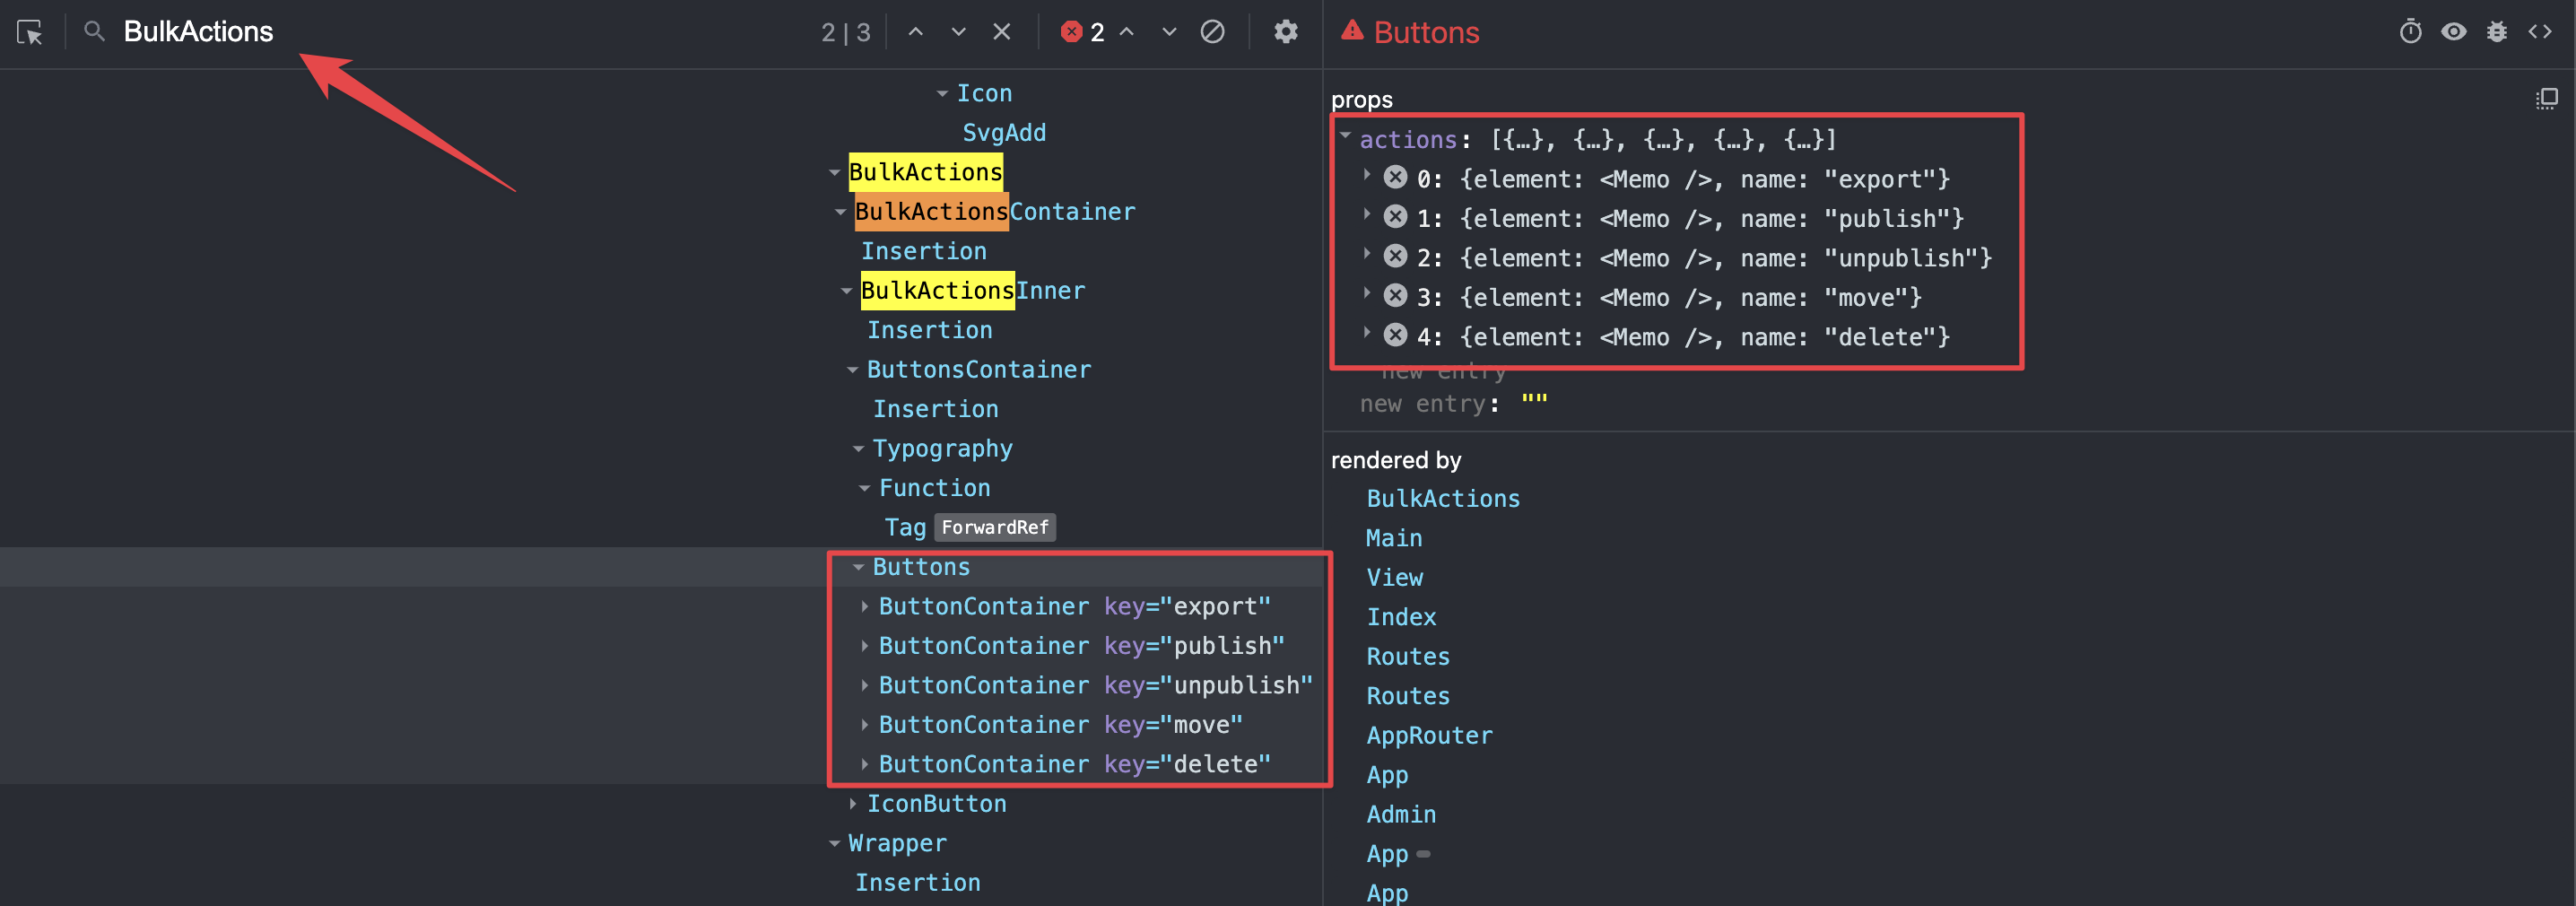 BulkActions
2 | 3
2
Icon
SvgAdd
BulkActions
BulkActionsContainer
Insertion
BulkActionsInner
Insertion
ButtonsContainer
Insertion
Typography
Function
Tag ForwardRef
Buttons
ButtonContainer key="export"
ButtonContainer key="publish"
ButtonContainer key="unpublish"
ButtonContainer key="move"
ButtonContainer key="delete"
IconButton
Wrapper
Insertion
Buttons
props
actions: [{…}, {…}, {…}, {…}, {…}]
0: {element: <Memo />, name: "export"}
1: {element: <Memo />, name: "publish"}
2: {element: <Memo />, name: "unpublish"}
3: {element: <Memo />, name: "move"}
4: {element: <Memo />, name: "delete"}
new entry
new entry: ""
rendered by
BulkActions
Main
View
Index
Routes
Routes
AppRouter
App
Admin
App
App